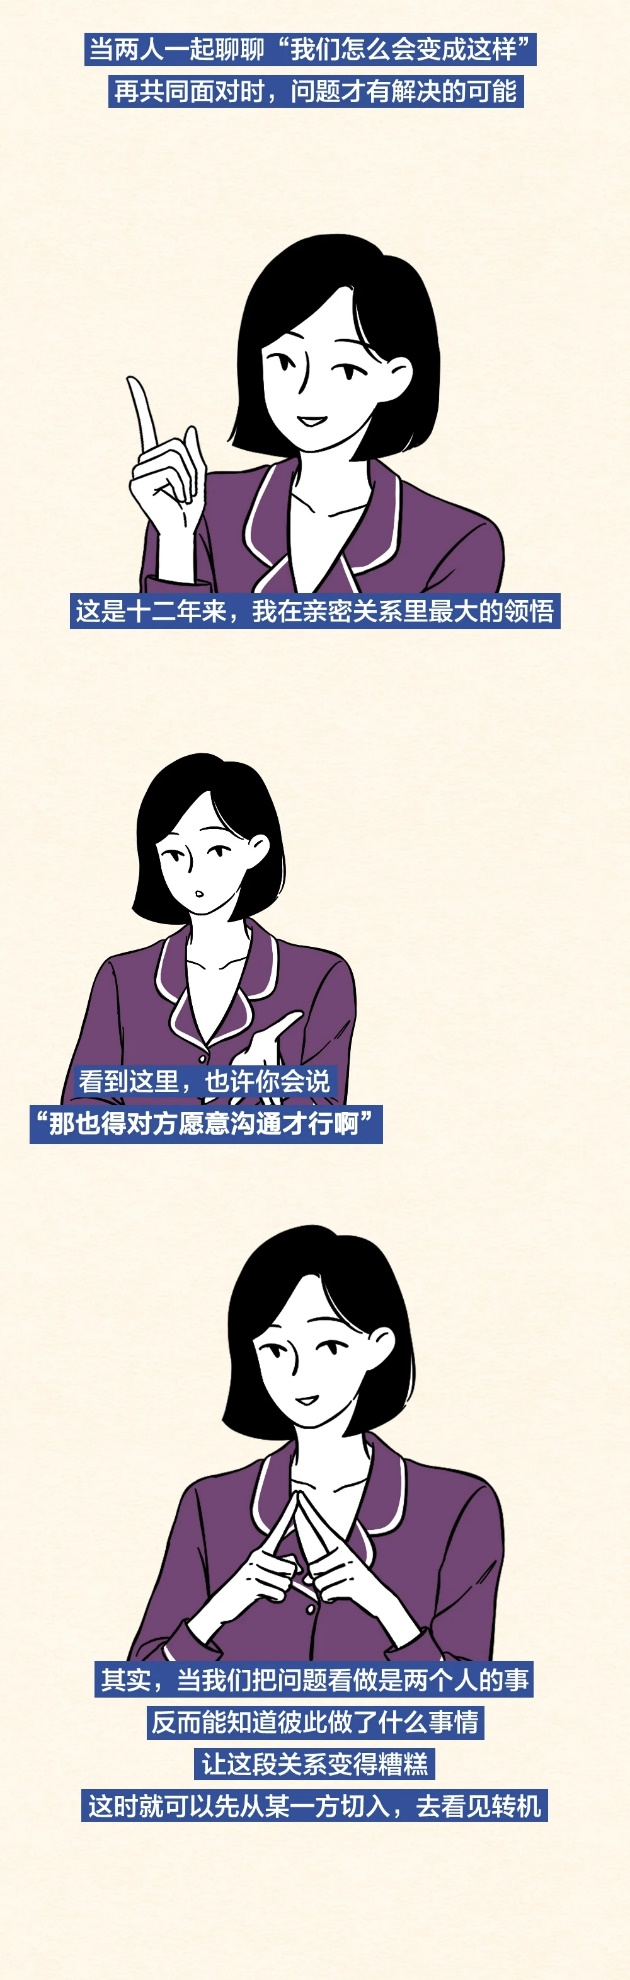 当两人一起聊聊“我们怎么会变成这样”
再共同面对时，问题才有解决的可能
这是十二年来，我在亲密关系里最大的领悟
看到这里，也许你会说
“那也得对方愿意沟通才行啊”
其实，当我们把问题看做是两个人的事
反而能知道彼此做了什么事情
让这段关系变得糟糕
这时就可以先从某一方切入，去看见转机